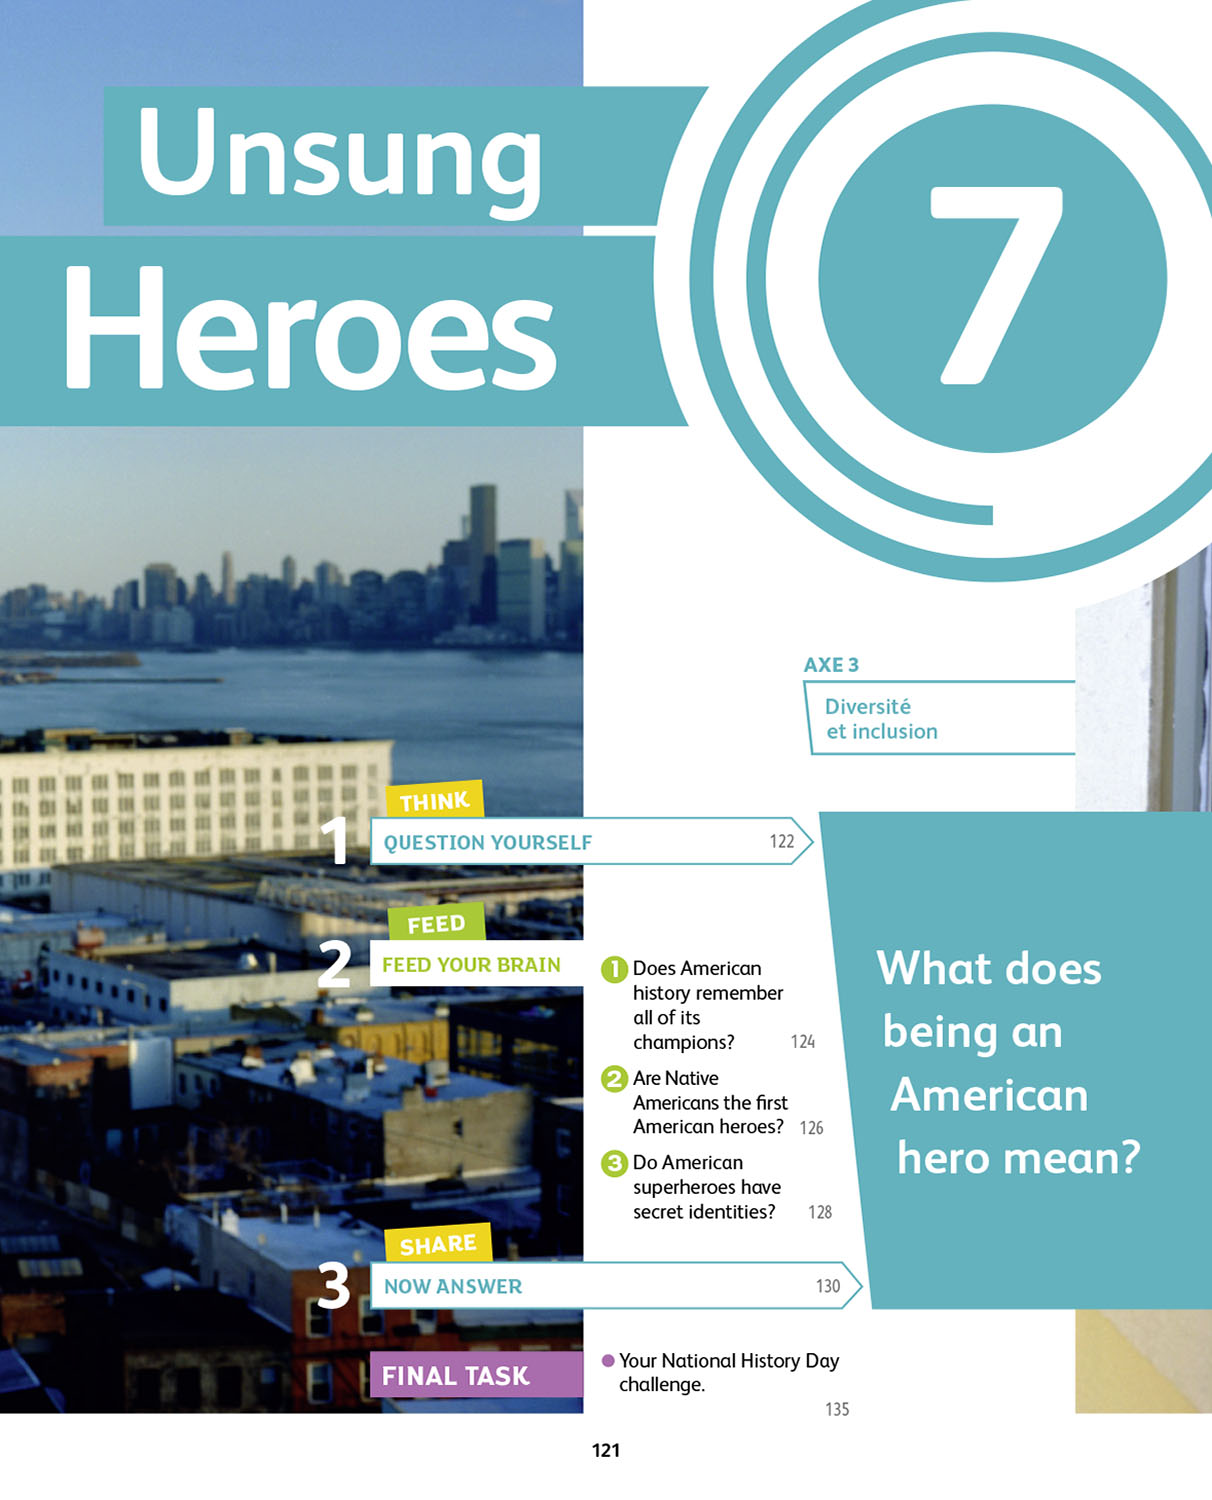 Unsung
Heroes
7
AXE 3
Diversité
et inclusion
THINK
1
QUESTION YOURSELF 122
FEED
2
FEED YOUR BRAIN
1 Does American
history remember
all of its
champions? 124
2 Are Native
Americans the first
American heroes? 126
3 Do American
superheroes have
secret identities? 128
SHARE
3
NOW ANSWER 130
What does
being an
American
hero mean?
FINAL TASK
Your National History Day
challenge.
135
121